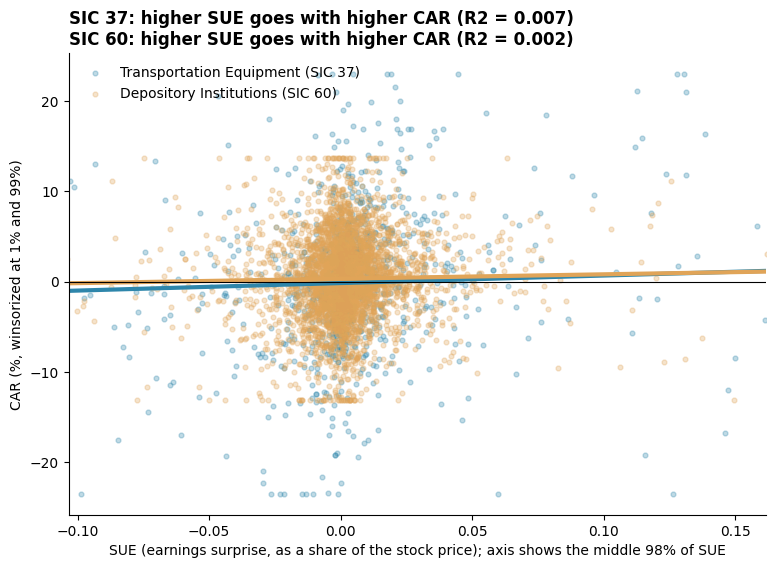 SIC 37: higher SUE goes with higher CAR (R2 = 0.007)
SIC 60: higher SUE goes with higher CAR (R2 = 0.002)
Transportation Equipment (SIC 37)
Depository Institutions (SIC 60)
CAR (%, winsorized at 1% and 99%)
20
10
0
−10
−20
−0.10 −0.05 0.00 0.05 0.10 0.15
SUE (earnings surprise, as a share of the stock price); axis shows the middle 98% of SUE